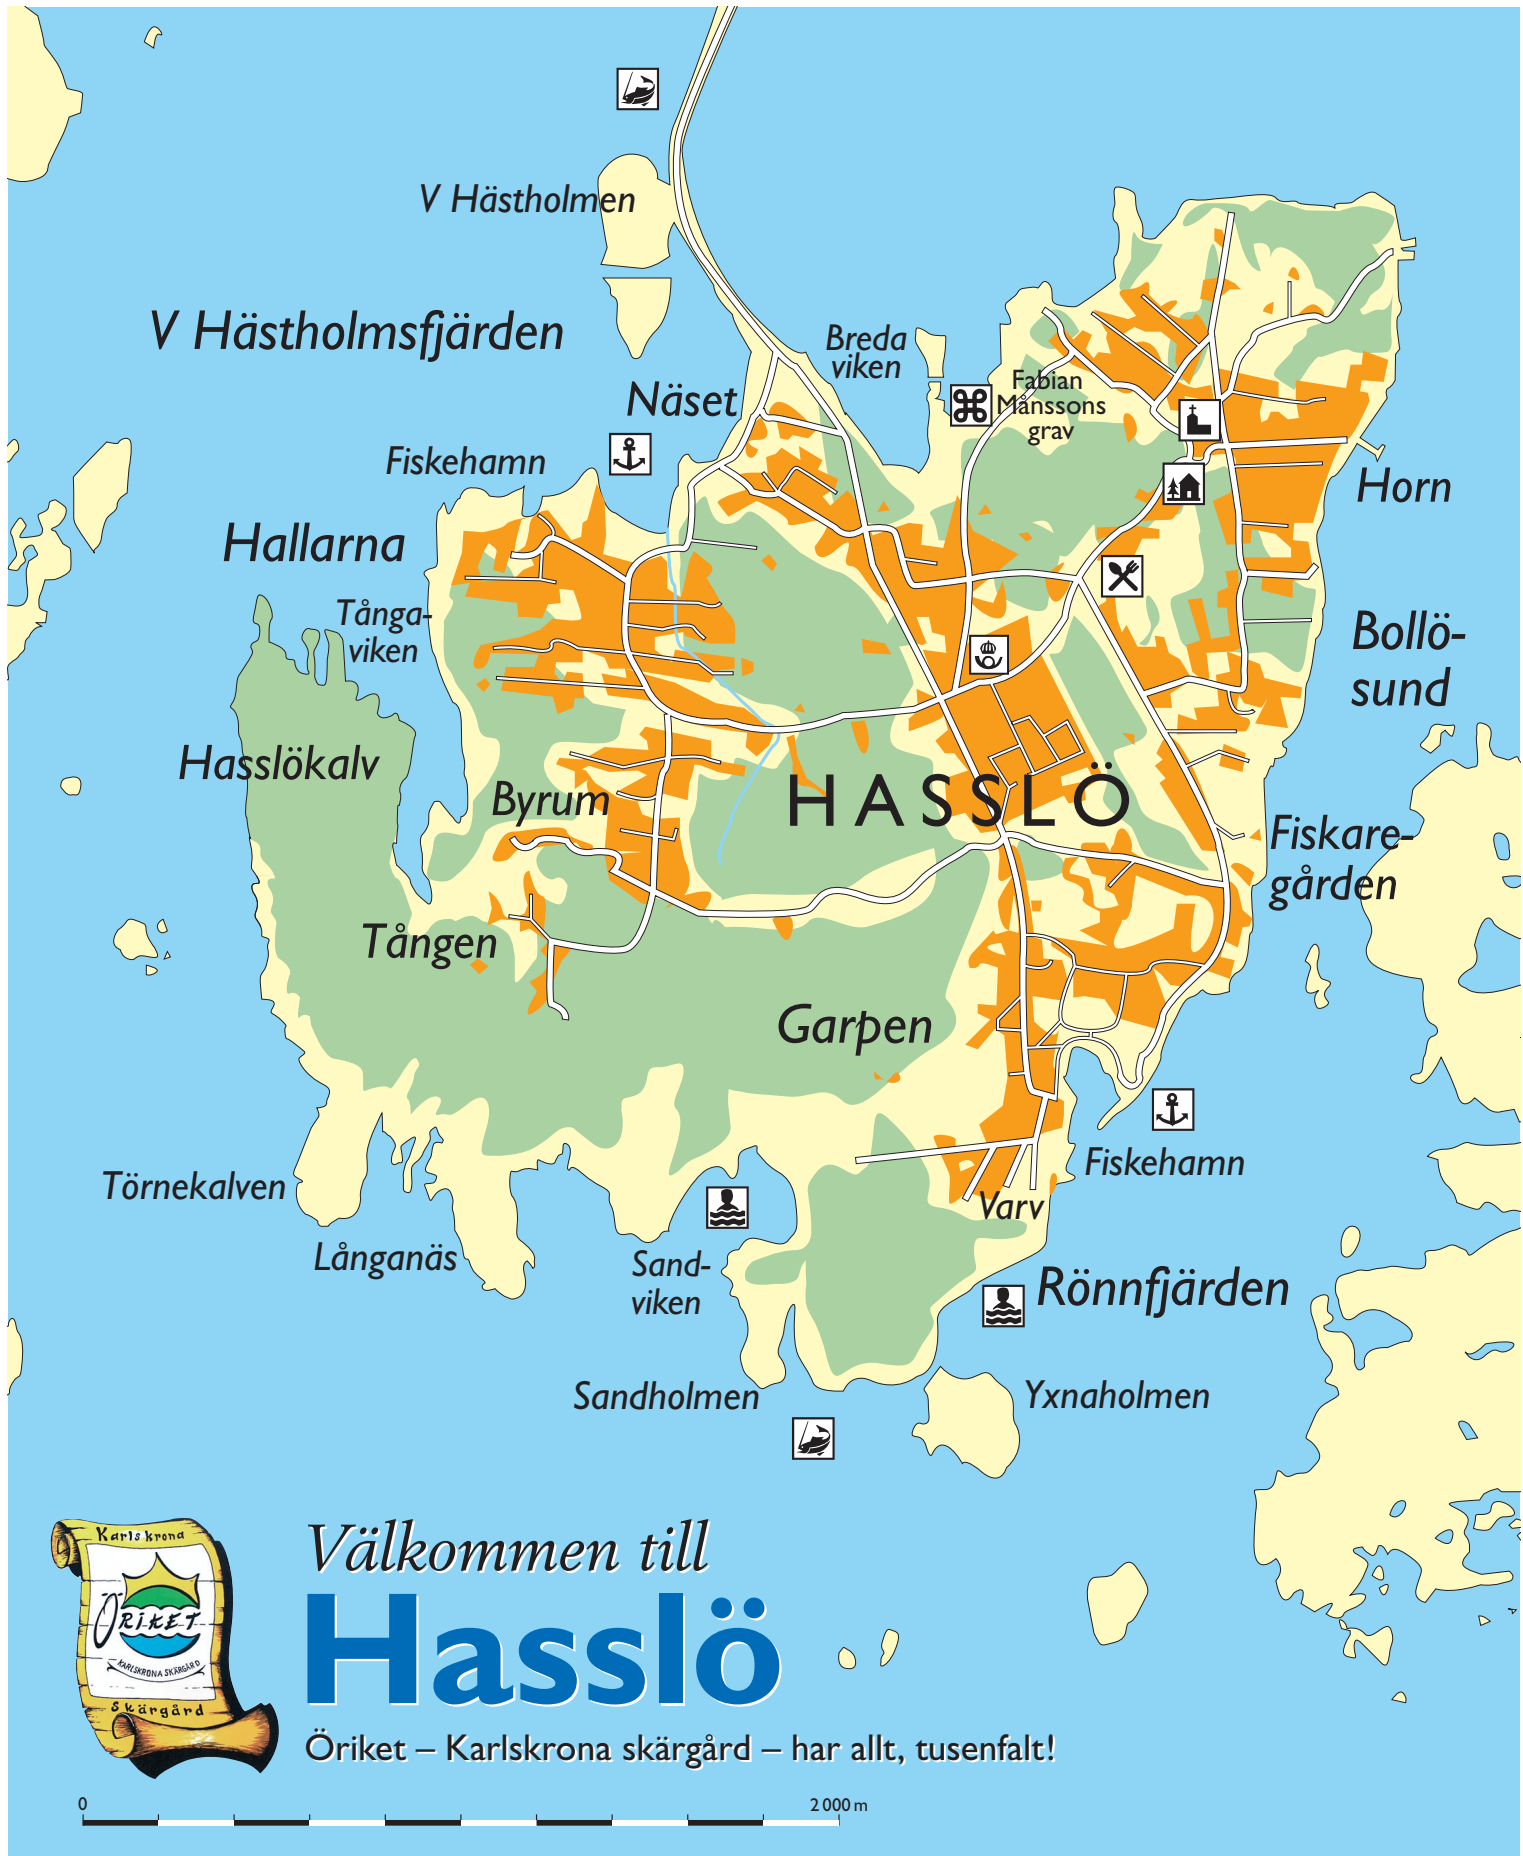 V Hästholmen
V Hästholmsfjärden
Breda
viken
Näset
Fabian
Månssons
grav
Fiskehamn
Horn
Hallarna
Tånga-
viken
Bollö-
sund
Hasslökalv
Byrum
HASSLÖ
Fiskare-
gården
Tången
Garpen
Fiskehamn
Törnekalven
Varv
Långanäs
Sand-
viken
Rönnfjärden
Sandholmen
Yxnaholmen
Karlskrona
ÖRIKET
KARLSKRONA SKÄRGÅRD
Skärgård
Välkommen till
Hasslö
Öriket – Karlskrona skärgård – har allt, tusenfalt!
0 2 000 m